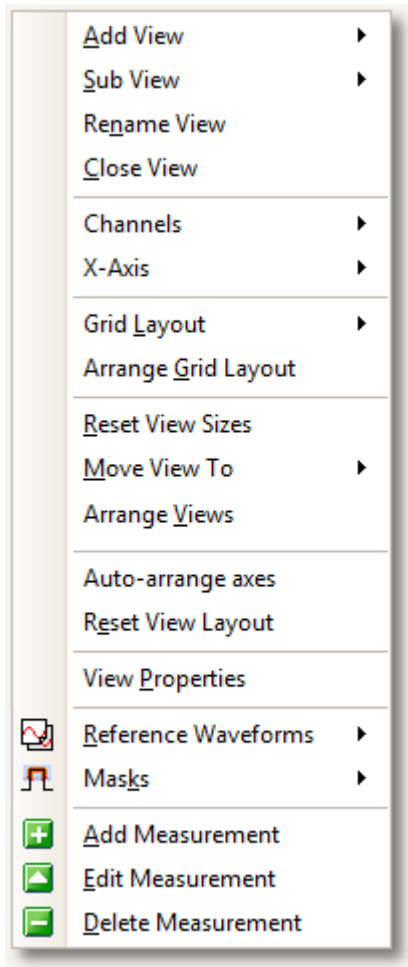 Add View
Sub View
Rename View
Close View
Channels
X-Axis
Grid Layout
Arrange Grid Layout
Reset View Sizes
Move View To
Arrange Views
Auto-arrange axes
Reset View Layout
View Properties
Reference Waveforms
Masks
Add Measurement
Edit Measurement
Delete Measurement